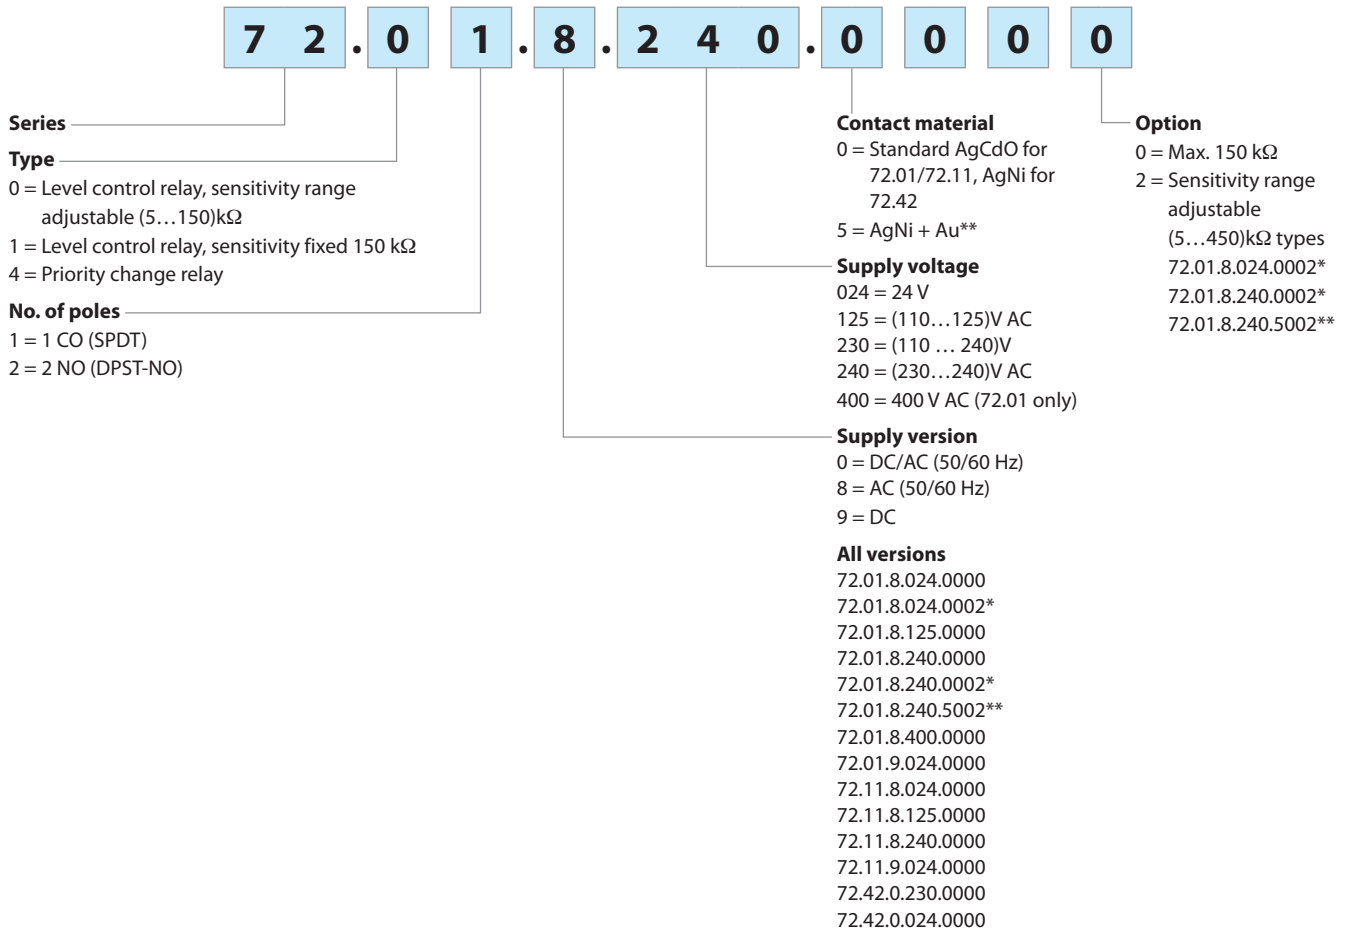 7 2 . 0 1 . 8 . 2 4 0 . 0 0 0 0
Series
Type
0 = Level control relay, sensitivity range
adjustable (5…150)kΩ
1 = Level control relay, sensitivity fixed 150 kΩ
4 = Priority change relay
No. of poles
1 = 1 CO (SPDT)
2 = 2 NO (DPST-NO)
Contact material
0 = Standard AgCdO for
72.01/72.11, AgNi for
72.42
5 = AgNi + Au**
Supply voltage
024 = 24 V
125 = (110…125)V AC
230 = (110 … 240)V
240 = (230…240)V AC
400 = 400 V AC (72.01 only)
Supply version
0 = DC/AC (50/60 Hz)
8 = AC (50/60 Hz)
9 = DC
All versions
72.01.8.024.0000
72.01.8.024.0002*
72.01.8.125.0000
72.01.8.240.0000
72.01.8.240.0002*
72.01.8.240.5002**
72.01.8.400.0000
72.01.9.024.0000
72.11.8.024.0000
72.11.8.125.0000
72.11.8.240.0000
72.11.9.024.0000
72.42.0.230.0000
72.42.0.024.0000
Option
0 = Max. 150 kΩ
2 = Sensitivity range
adjustable
(5…450)kΩ types
72.01.8.024.0002*
72.01.8.240.0002*
72.01.8.240.5002**